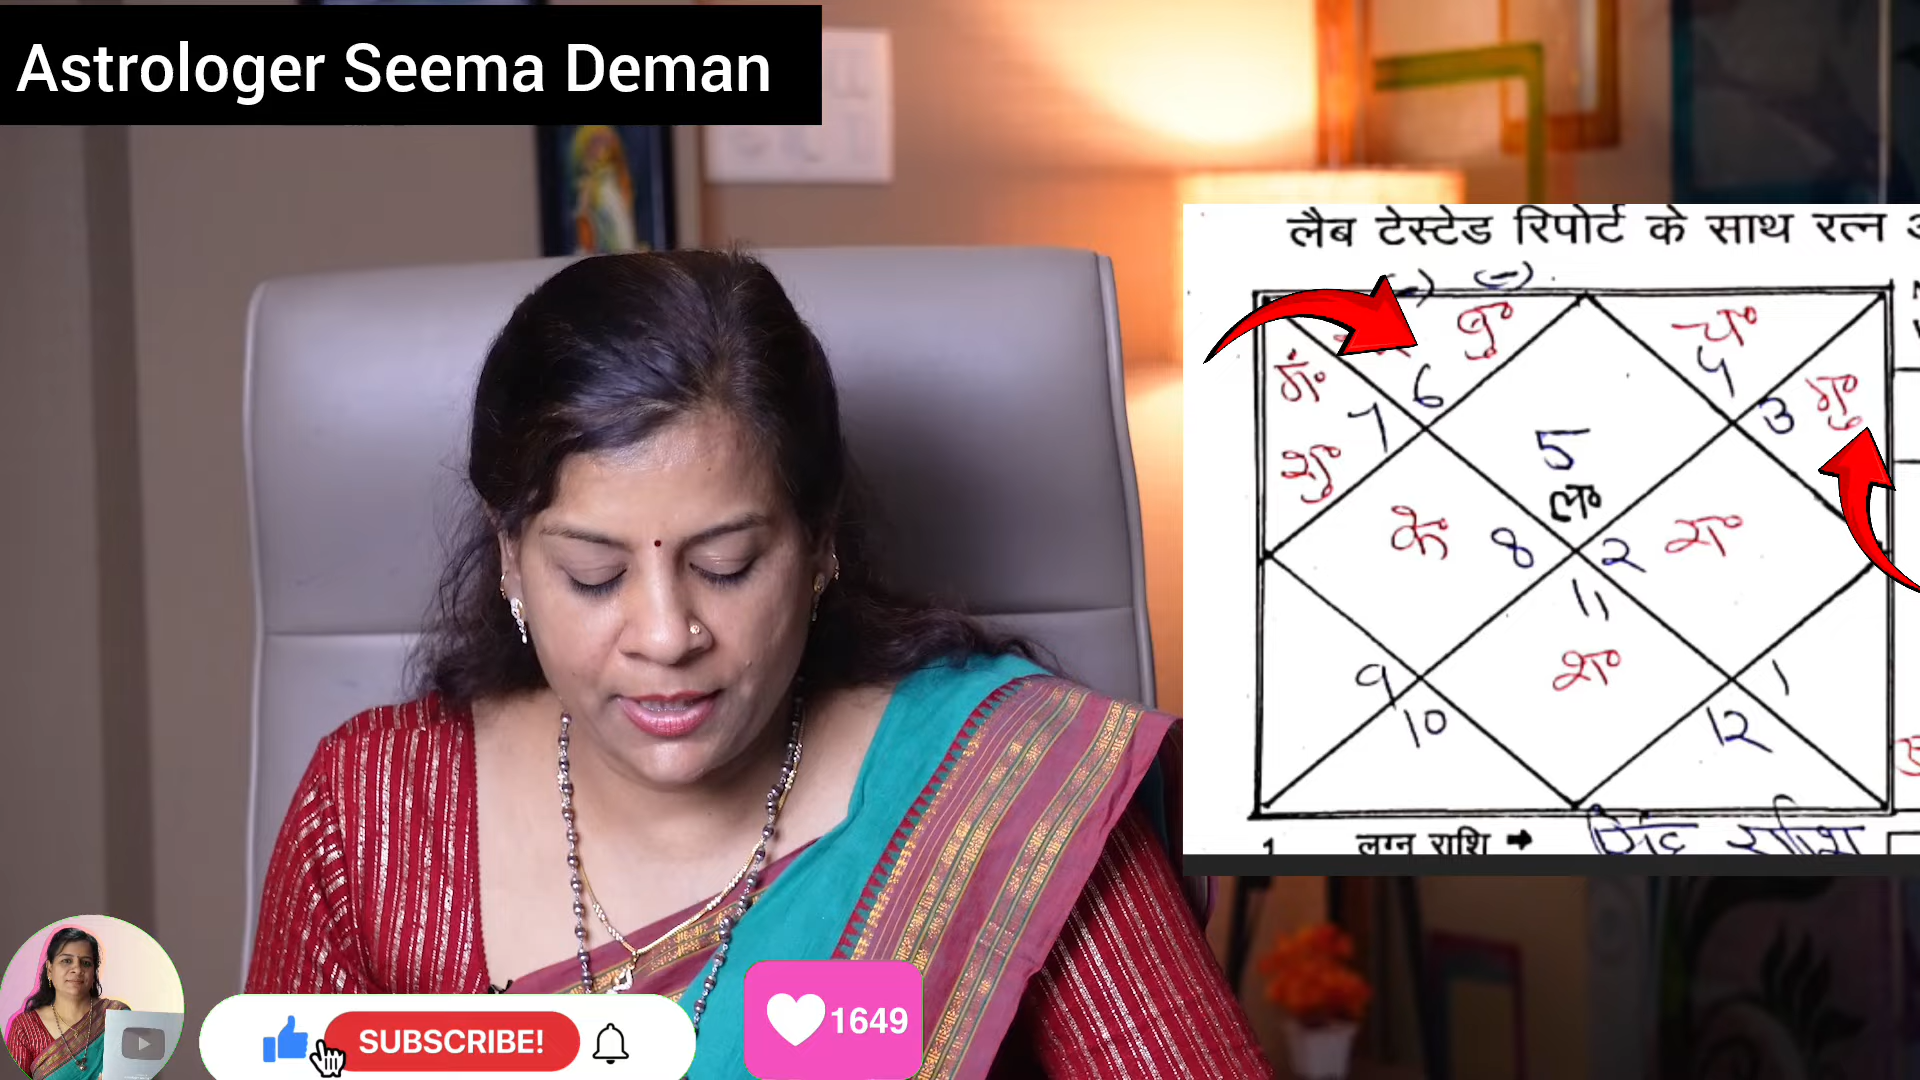 Astrologer Seema Deman
लैब टेस्टेड रिपोर्ट के साथ रत्न
(-)
बु॰
चं॰
मं॰
6
4
गु॰
7
3
शु॰
5
ल॰
के॰
8
2
रा॰
11
श॰
9
1
10
12
1 लग्न राशि → सिंह राशि
SUBSCRIBE!
1649